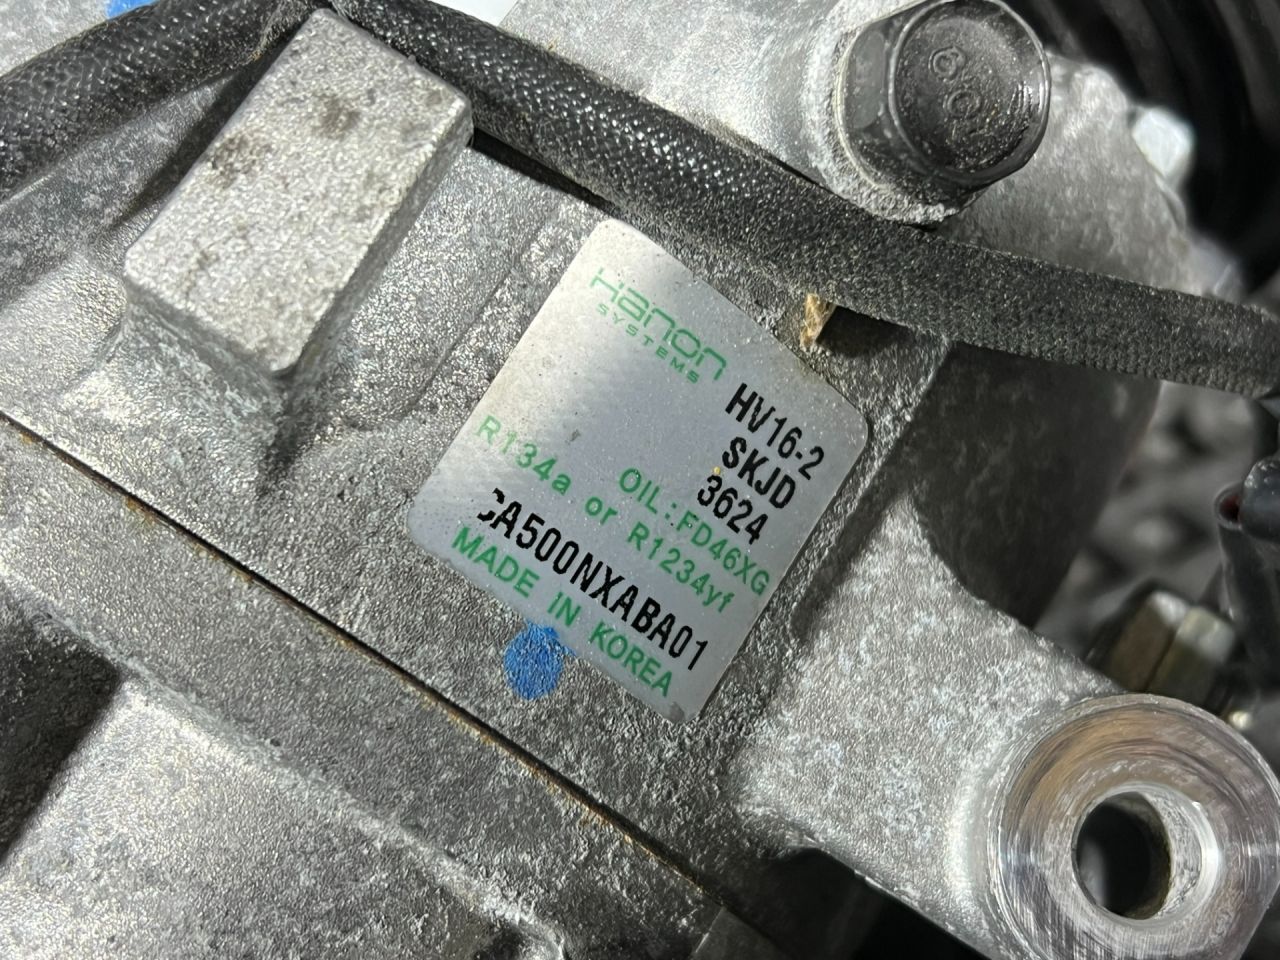 Hanon
SYSTEMS
HV16-2
SKJD
3624
OIL:FD46XG
R134a or R1234yf
CA500NXABA01
MADE IN KOREA